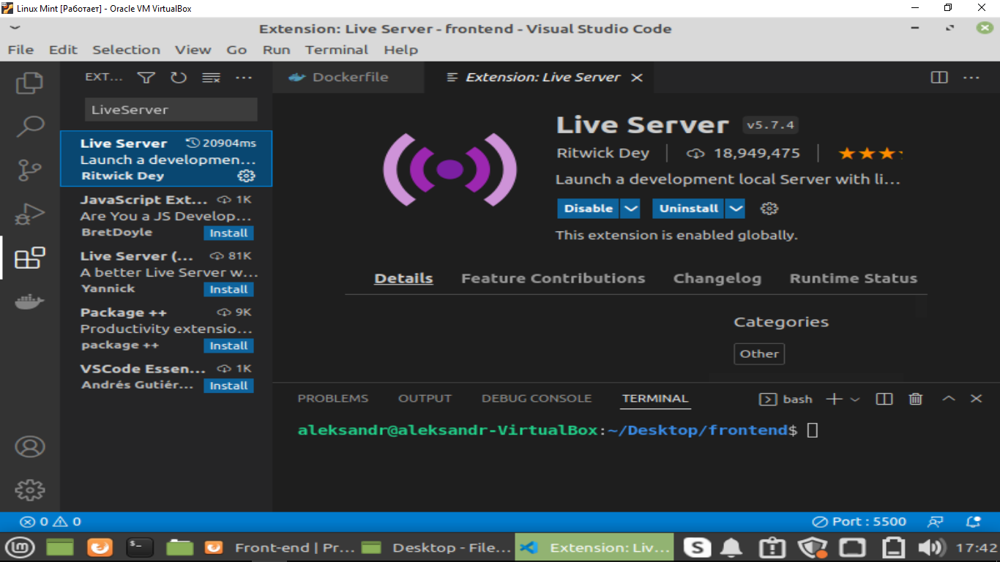 Linux Mint [Работает] - Oracle VM VirtualBox
Extension: Live Server - frontend - Visual Studio Code
File Edit Selection View Go Run Terminal Help
EXT...
Dockerfile
Extension: Live Server
LiveServer
Live Server 20904ms
Launch a developmen...
Ritwick Dey
JavaScript Ext... 1K
Are You a JS Develop...
BretDoyle Install
Live Server (... 81K
A better Live Server w...
Yannick Install
Package ++ 9K
Productivity extensio...
package ++ Install
VSCode Essen... 1K
Andrés Gutiér... Install
Live Server v5.7.4
Ritwick Dey 18,949,475
Launch a development local Server with li...
Disable Uninstall
This extension is enabled globally.
Details Feature Contributions Changelog Runtime Status
Categories
Other
PROBLEMS OUTPUT DEBUG CONSOLE TERMINAL bash
aleksandr@aleksandr-VirtualBox:~/Desktop/frontend$
0 0 Port : 5500
Front-end | Pr... Desktop - File... Extension: Liv... 17:42